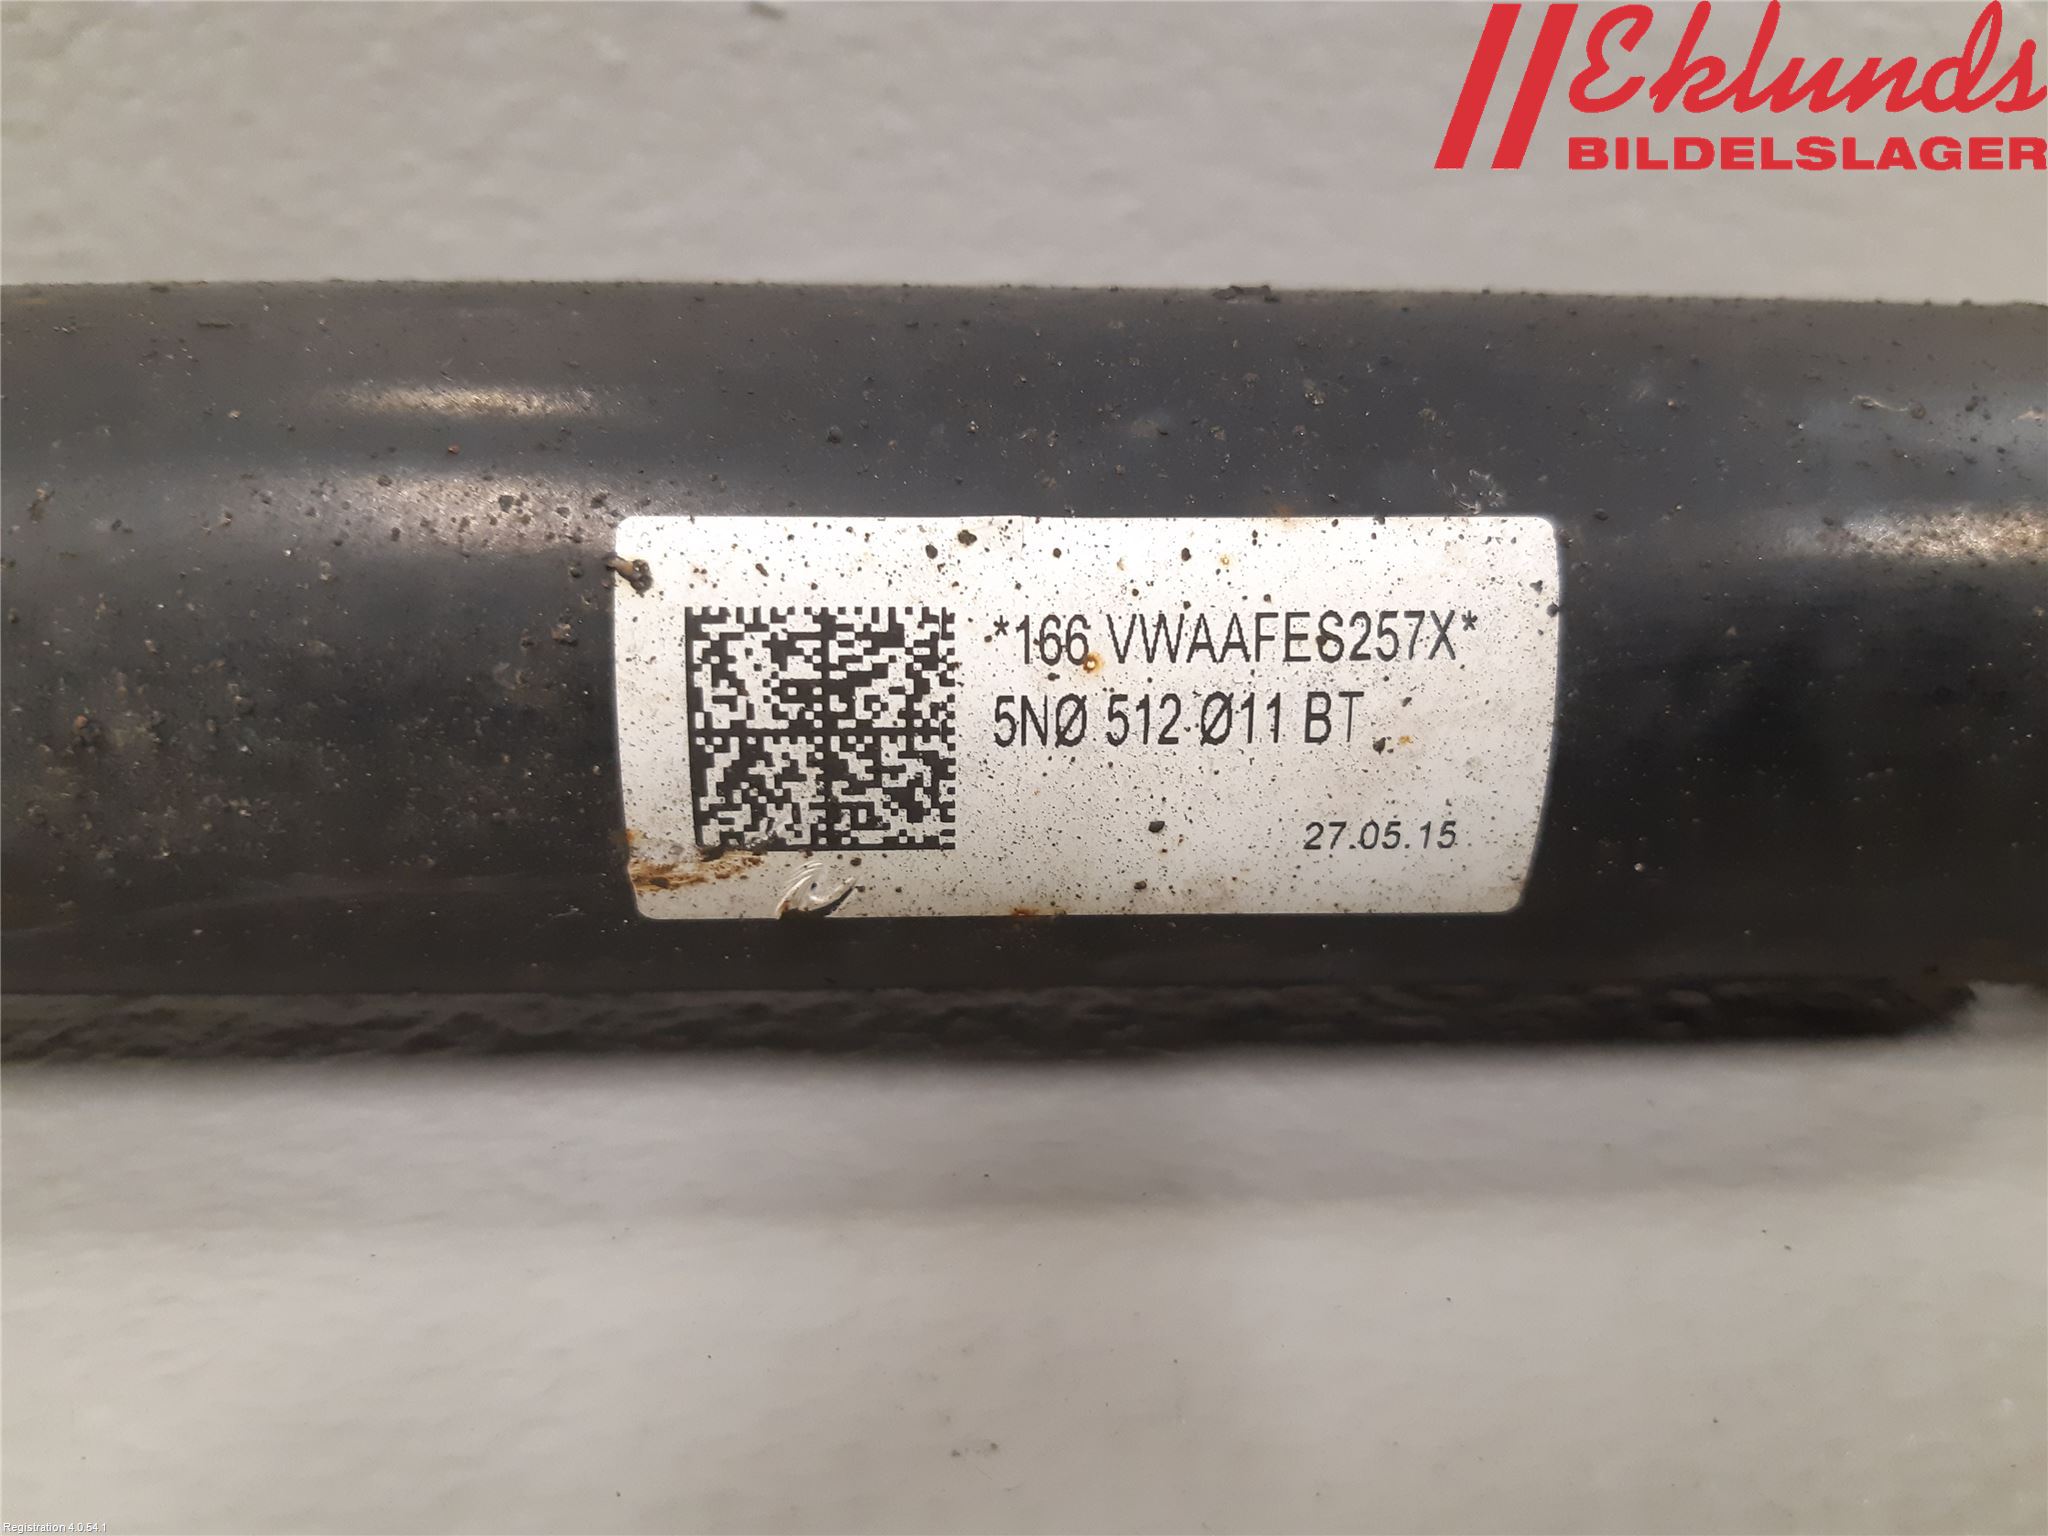 Eklunds
BILDELSLAGER
*166 VWAAFES257X*
5NØ 512 Ø11 BT
27.05.15
Registration 4.0.54.1